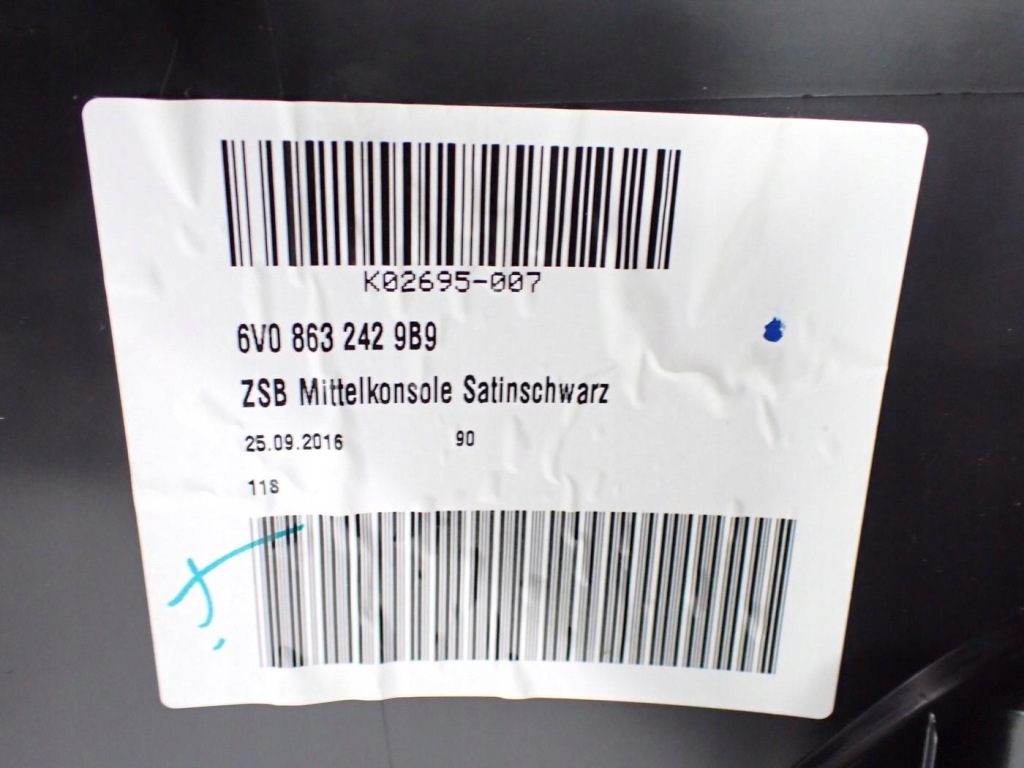 K02695-007
6V0 863 242 9B9
ZSB Mittelkonsole Satinschwarz
25.09.2016 90
118